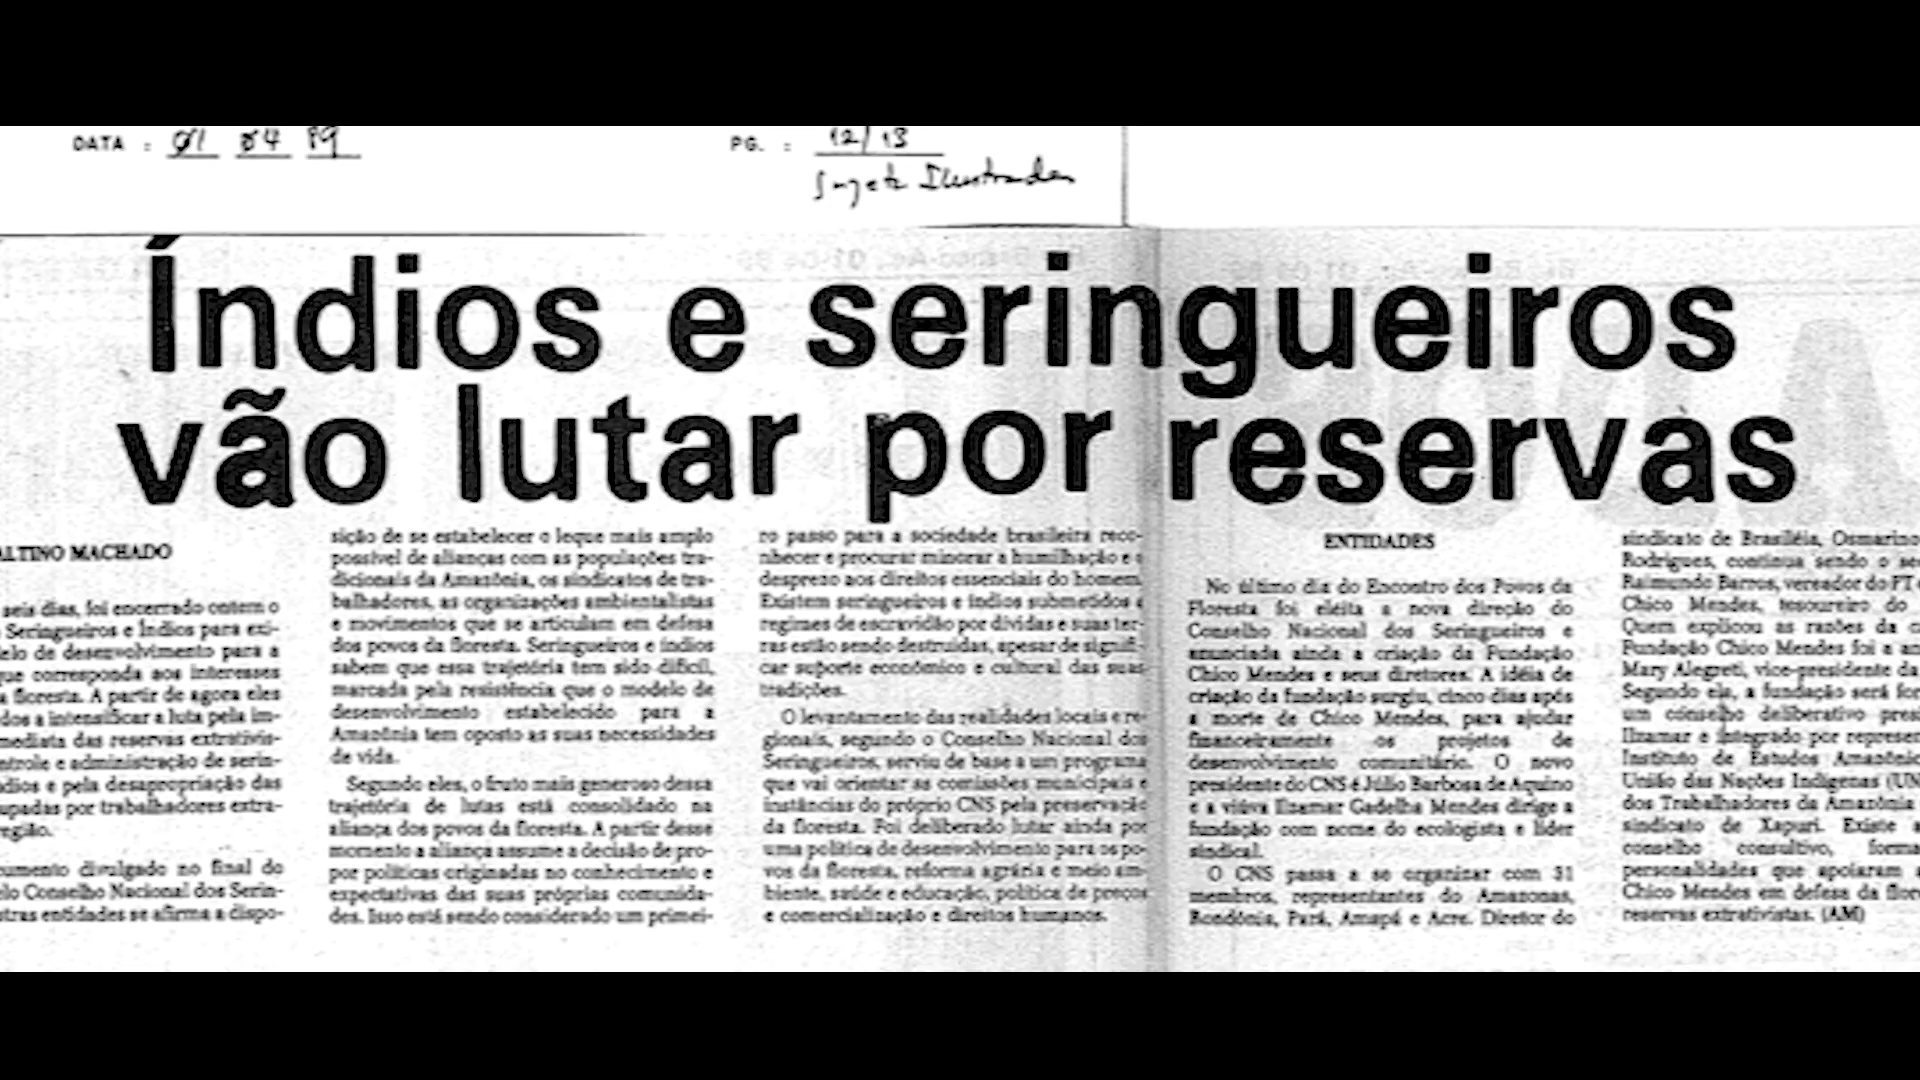 DATA : 01 04 89
PG. : 12/13
Índios e seringueiros
vão lutar por reservas
ALTINO MACHADO
seis dias, foi encerrado ontem o
Seringueiros e Índios para exi-
elo de desenvolvimento para a
que corresponda aos interesses
a floresta. A partir de agora eles
dos a intensificar a luta pela im-
mediata das reservas extrativis-
ntrole e administração de serin-
dios e pela desapropriação das
upadas por trabalhadores extra-
região.
cumento divulgado no final do
elo Conselho Nacional dos Serin-
utras entidades se afirma a dispo-
sição de se estabelecer o leque mais amplo
possível de alianças com as populações tra-
dicionais da Amazônia, os sindicatos de tra-
balhadores, as organizações ambientalistas
e movimentos que se articulam em defesa
dos povos da floresta. Seringueiros e índios
sabem que essa trajetória tem sido difícil,
marcada pela resistência que o modelo de
desenvolvimento estabelecido para a
Amazônia tem oposto as suas necessidades
de vida.
Segundo eles, o fruto mais generoso dessa
trajetória de lutas está consolidado na
aliança dos povos da floresta. A partir desse
momento a aliança assume a decisão de pro-
por políticas originadas no conhecimento e
expectativas das suas próprias comunida-
des. Isso está sendo considerado um primei-
ro passo para a sociedade brasileira reco-
nhecer e procurar minorar a humilhação e o
desprezo aos direitos essenciais do homem.
Existem seringueiros e índios submetidos a
regimes de escravidão por dívidas e suas ter-
ras estão sendo destruídas, apesar de signifi-
car suporte econômico e cultural das suas
tradições.
O levantamento das realidades locais e re-
gionais, segundo o Conselho Nacional dos
Seringueiros, serviu de base a um programa
que vai orientar as comissões municipais e
instâncias do próprio CNS pela preservação
da floresta. Foi deliberado lutar ainda por
uma política de desenvolvimento para os po-
vos da floresta, reforma agrária e meio am-
biente, saúde e educação, política de preços
e comercialização e direitos humanos.
ENTIDADES
No último dia do Encontro dos Povos da
Floresta foi eleita a nova direção do
Conselho Nacional dos Seringueiros e
anunciada ainda a criação da Fundação
Chico Mendes e seus diretores. A idéia de
criação da fundação surgiu, cinco dias após
a morte de Chico Mendes, para ajudar
financeiramente os projetos de
desenvolvimento comunitário. O novo
presidente do CNS é Júlio Barbosa de Aquino
e a viúva Ilzamar Gadelha Mendes dirige a
fundação com nome do ecologista e líder
sindical.
O CNS passa a se organizar com 31
membros, representantes do Amazonas,
Rondônia, Pará, Amapá e Acre. Diretor do
sindicato de Brasiléia, Osmarino
Rodrigues, continua sendo o se
Raimundo Barros, vereador do PT
Chico Mendes, tesoureiro do
Quem explicou as razões da c
Fundação Chico Mendes foi a an
Mary Alegreti, vice-presidente da
Segundo ela, a fundação será for
um conselho deliberativo pres
Ilzamar e integrado por represen
Instituto de Estudos Amazônic
União das Nações Indígenas (UN
dos Trabalhadores da Amazônia
sindicato de Xapuri. Existe
conselho consultivo, forma
personalidades que apoiaram
Chico Mendes em defesa da flor
reservas extrativistas. (AM)